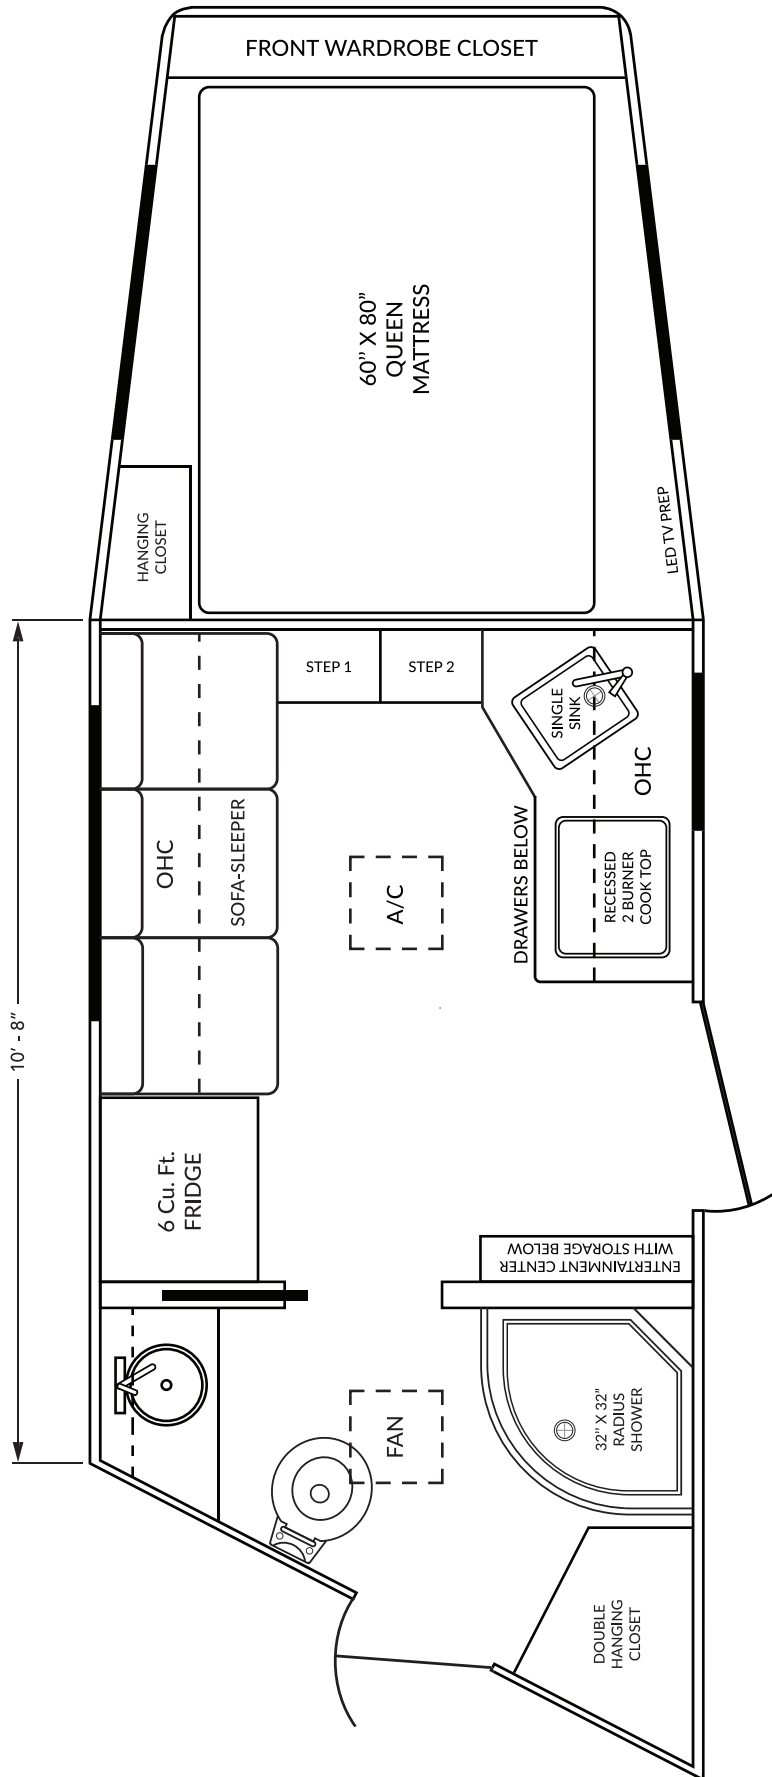 FRONT WARDROBE CLOSET
60” X 80”
QUEEN
MATTRESS
HANGING
CLOSET
LED TV PREP
STEP 1
STEP 2
SINGLE
SINK
OHC
OHC
SOFA-SLEEPER
A/C
DRAWERS BELOW
RECESSED
2 BURNER
COOK TOP
10’ - 8”
6 Cu. Ft.
FRIDGE
ENTERTAINMENT CENTER
WITH STORAGE BELOW
FAN
32” X 32”
RADIUS
SHOWER
DOUBLE
HANGING
CLOSET